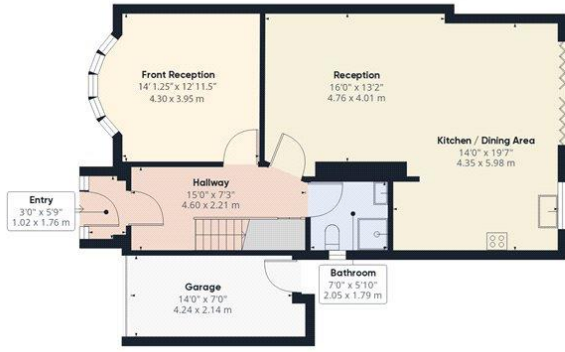 Front Reception
14' 1.25" x 12' 11.5"
4.30 x 3.95 m
Reception
16'0" x 13'2"
4.76 x 4.01 m
Kitchen / Dining Area
14'0" x 19'7"
4.35 x 5.98 m
Hallway
15'0" x 7'3"
4.60 x 2.21 m
Entry
3'0" x 5'9"
1.02 x 1.76 m
Bathroom
7'0" x 5'10"
2.05 x 1.79 m
Garage
14'0" x 7'0"
4.24 x 2.14 m